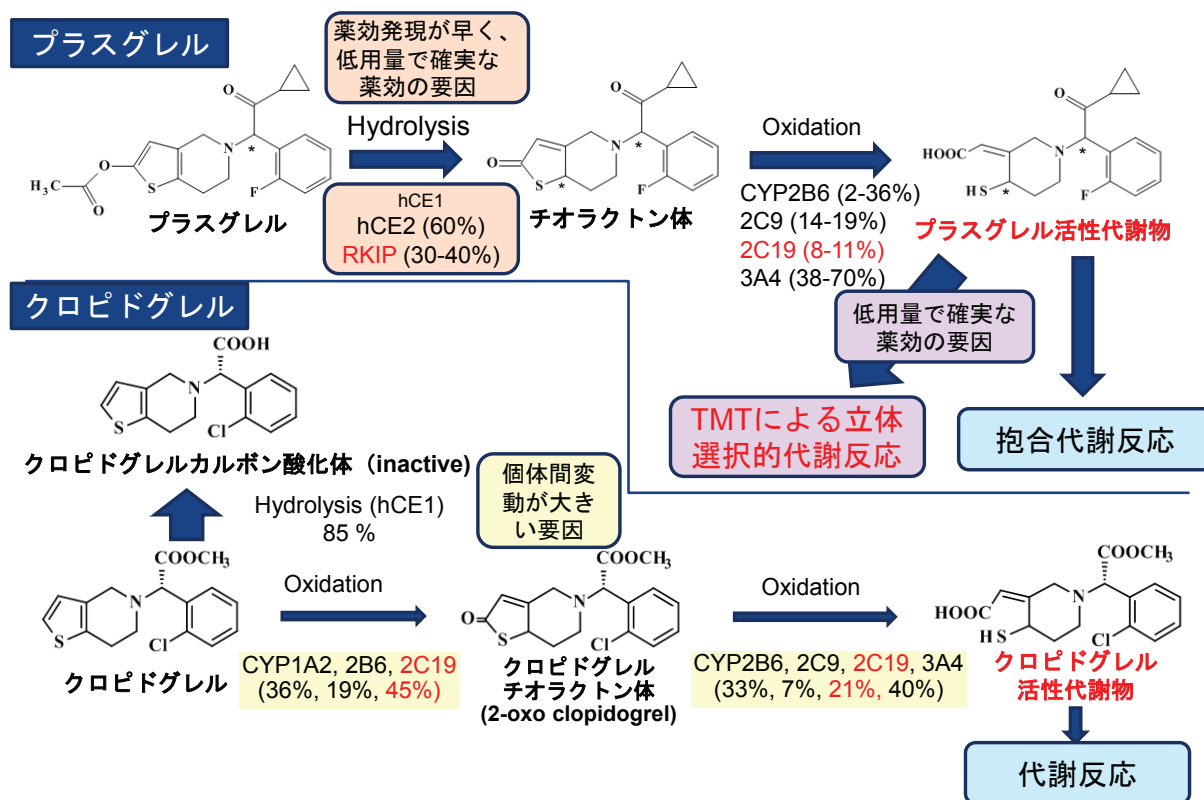 プラスグレル
薬効発現が早く、
低用量で確実な
薬効の要因
O
N
*
O
S
F
H3C
O
プラスグレル
Hydrolysis
hCE1
hCE2 (60%)
RKIP (30-40%)
O
N
*
O
S
*
F
チオラクトン体
Oxidation
CYP2B6 (2-36%)
2C9 (14-19%)
2C19 (8-11%)
3A4 (38-70%)
O
N
*
HOOC
HS
*
F
プラスグレル活性代謝物
低用量で確実な
薬効の要因
TMTによる立体
選択的代謝反応
抱合代謝反応
クロピドグレル
COOH
N
S
Cl
クロピドグレルカルボン酸化体（inactive)
Hydrolysis (hCE1)
85 %
個体間変
動が大き
い要因
COOCH3
N
S
Cl
クロピドグレル
Oxidation
CYP1A2, 2B6, 2C19
(36%, 19%, 45%)
COOCH3
N
O
S
Cl
クロピドグレル
チオラクトン体
(2-oxo clopidogrel)
Oxidation
CYP2B6, 2C9, 2C19, 3A4
(33%, 7%, 21%, 40%)
COOCH3
N
HOOC
HS
Cl
クロピドグレル
活性代謝物
代謝反応